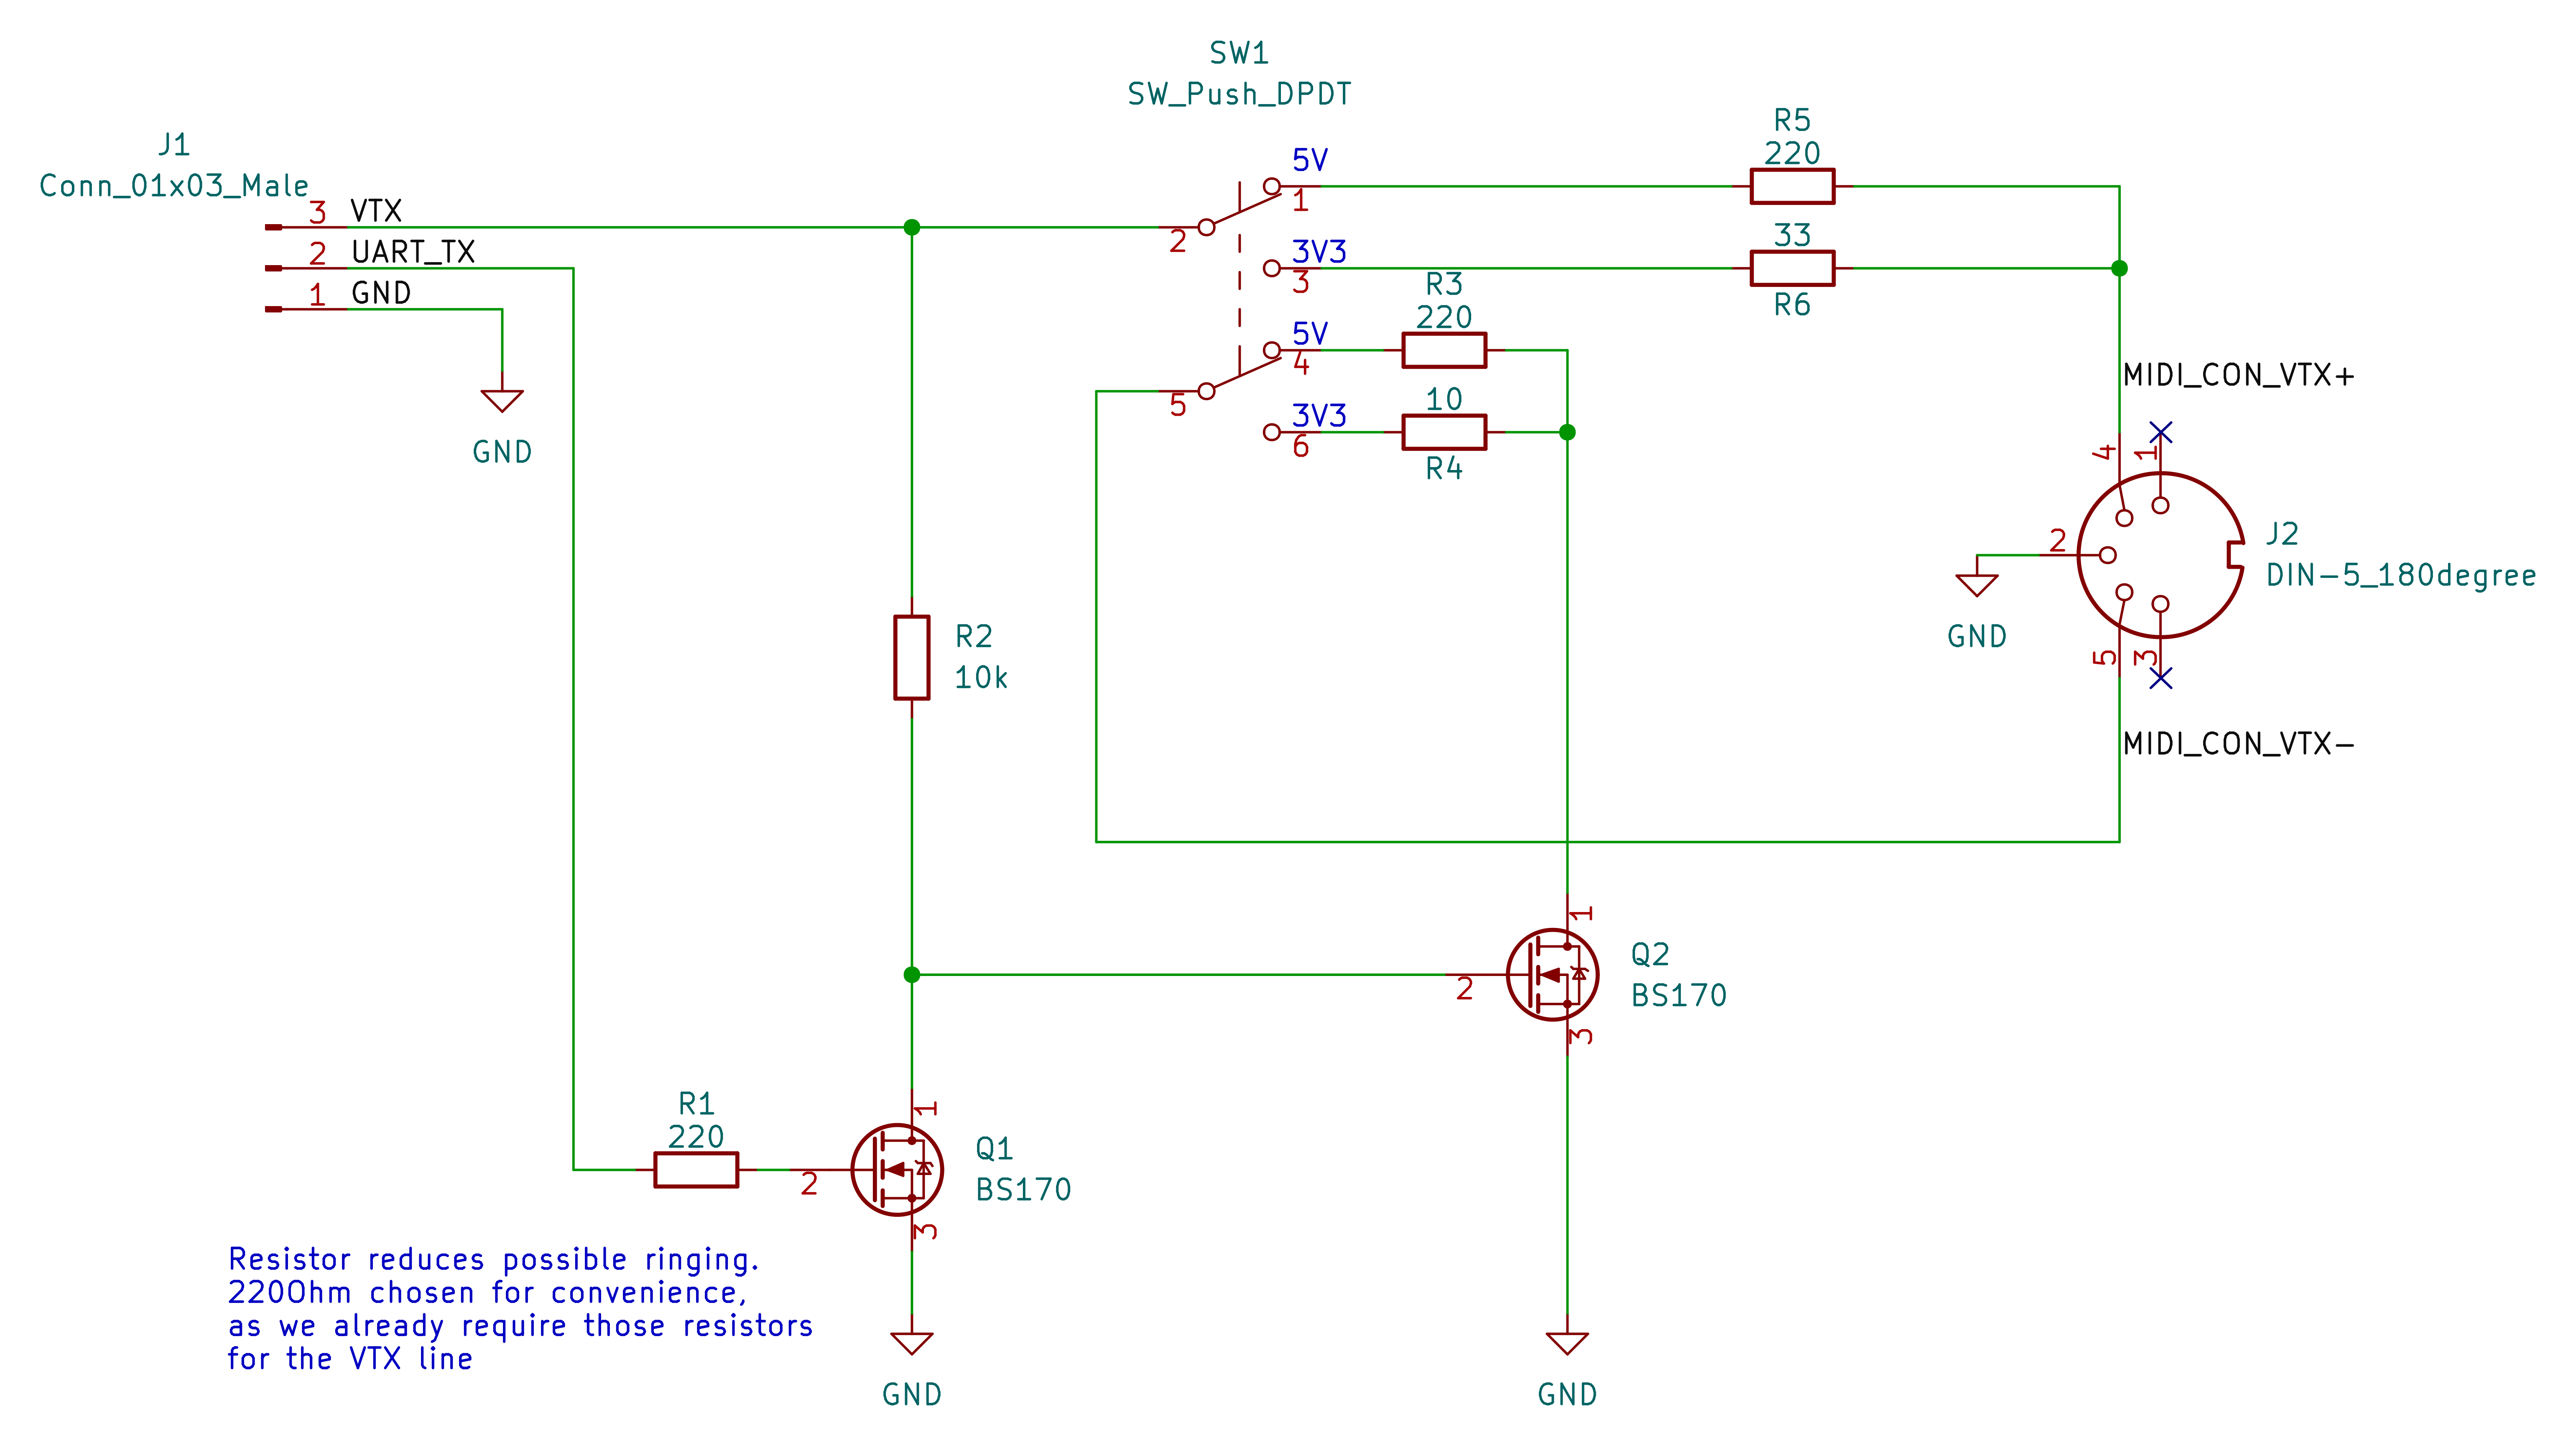 SW1
SW_Push_DPDT
J1
Conn_01x03_Male
3 VTX
2 UART_TX
1 GND
GND
5V
1
2
3V3
3
5V
4
5
3V3
6
R5
220
33
R6
R3
220
10
R4
MIDI_CON_VTX+
4
1
2
GND
J2
DIN-5_180degree
5
3
MIDI_CON_VTX-
R2
10k
1
2
Q2
BS170
3
R1
220
1
2
Q1
BS170
3
Resistor reduces possible ringing.
220Ohm chosen for convenience,
as we already require those resistors
for the VTX line
GND
GND